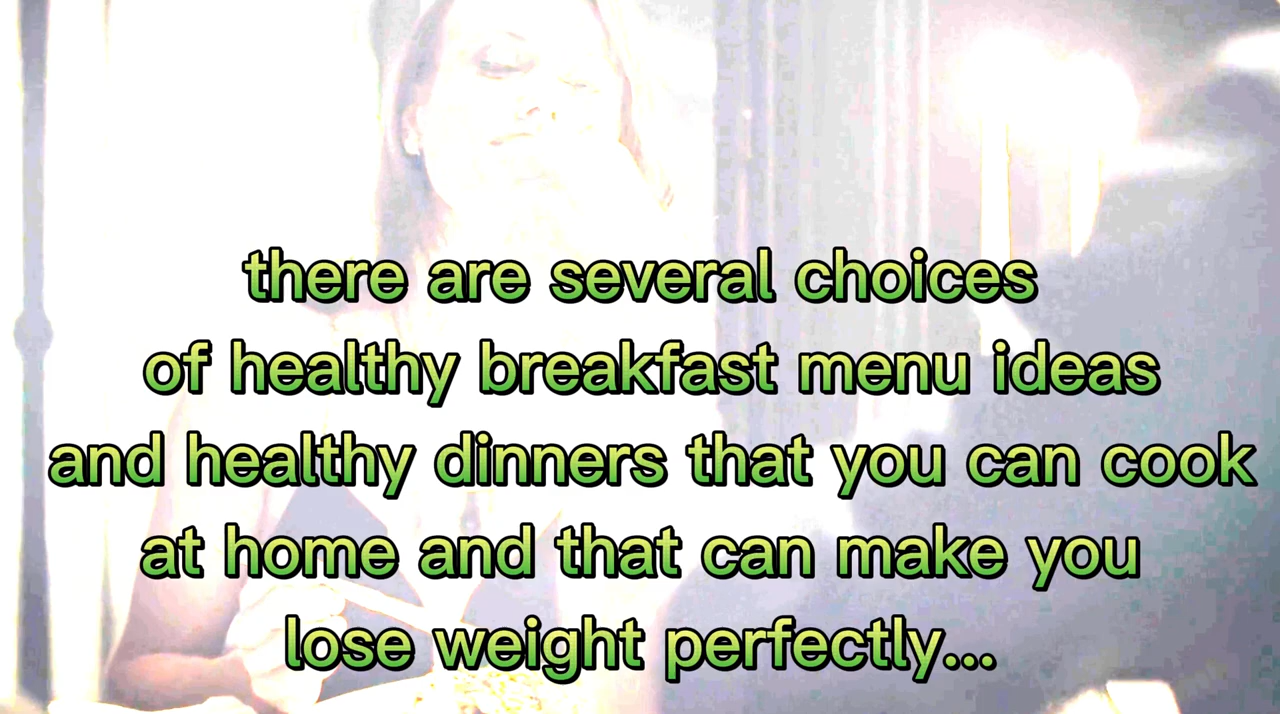 there are several choices
of healthy breakfast menu ideas
and healthy dinners that you can cook
at home and that can make you
lose weight perfectly...